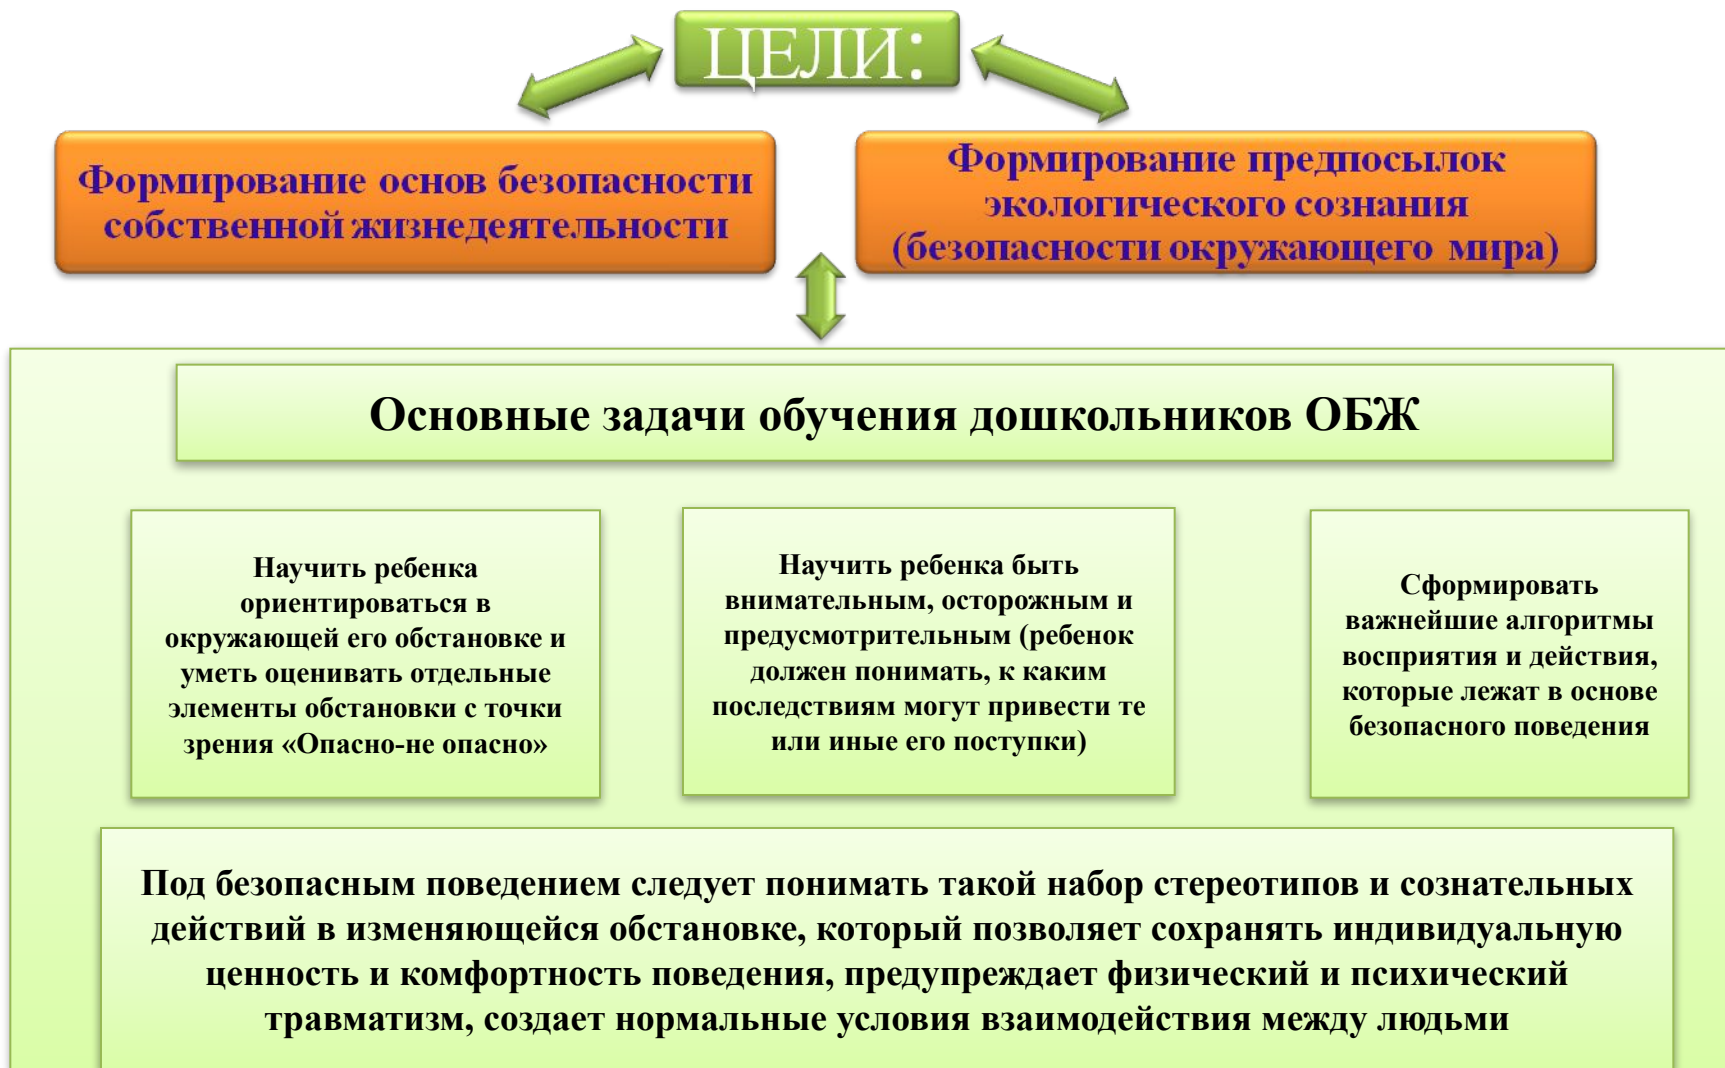 ЦЕЛИ:
Формирование основ безопасности
собственной жизнедеятельности
Формирование предпосылок
экологического сознания
(безопасности окружающего мира)
Основные задачи обучения дошкольников ОБЖ
Научить ребенка
ориентироваться в
окружающей его обстановке и
уметь оценивать отдельные
элементы обстановки с точки
зрения «Опасно-не опасно»
Научить ребенка быть
внимательным, осторожным и
предусмотрительным (ребенок
должен понимать, к каким
последствиям могут привести те
или иные его поступки)
Сформировать
важнейшие алгоритмы
восприятия и действия,
которые лежат в основе
безопасного поведения
Под безопасным поведением следует понимать такой набор стереотипов и сознательных
действий в изменяющейся обстановке, который позволяет сохранять индивидуальную
ценность и комфортность поведения, предупреждает физический и психический
травматизм, создает нормальные условия взаимодействия между людьми